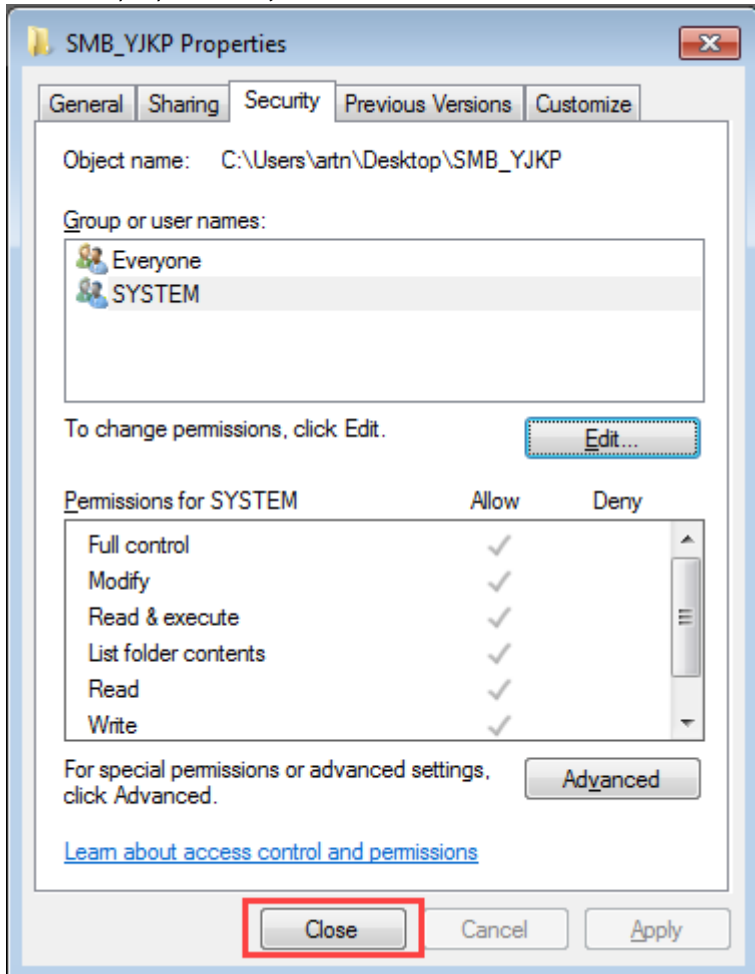 SMB_YJKP Properties
General Sharing Security Previous Versions Customize
Object name: C:\Users\artn\Desktop\SMB_YJKP
Group or user names:
Everyone
SYSTEM
To change permissions, click Edit.
Edit...
Permissions for SYSTEM Allow Deny
Full control
Modify
Read & execute
List folder contents
Read
Write
For special permissions or advanced settings,
click Advanced.
Advanced
Learn about access control and permissions
Close Cancel Apply